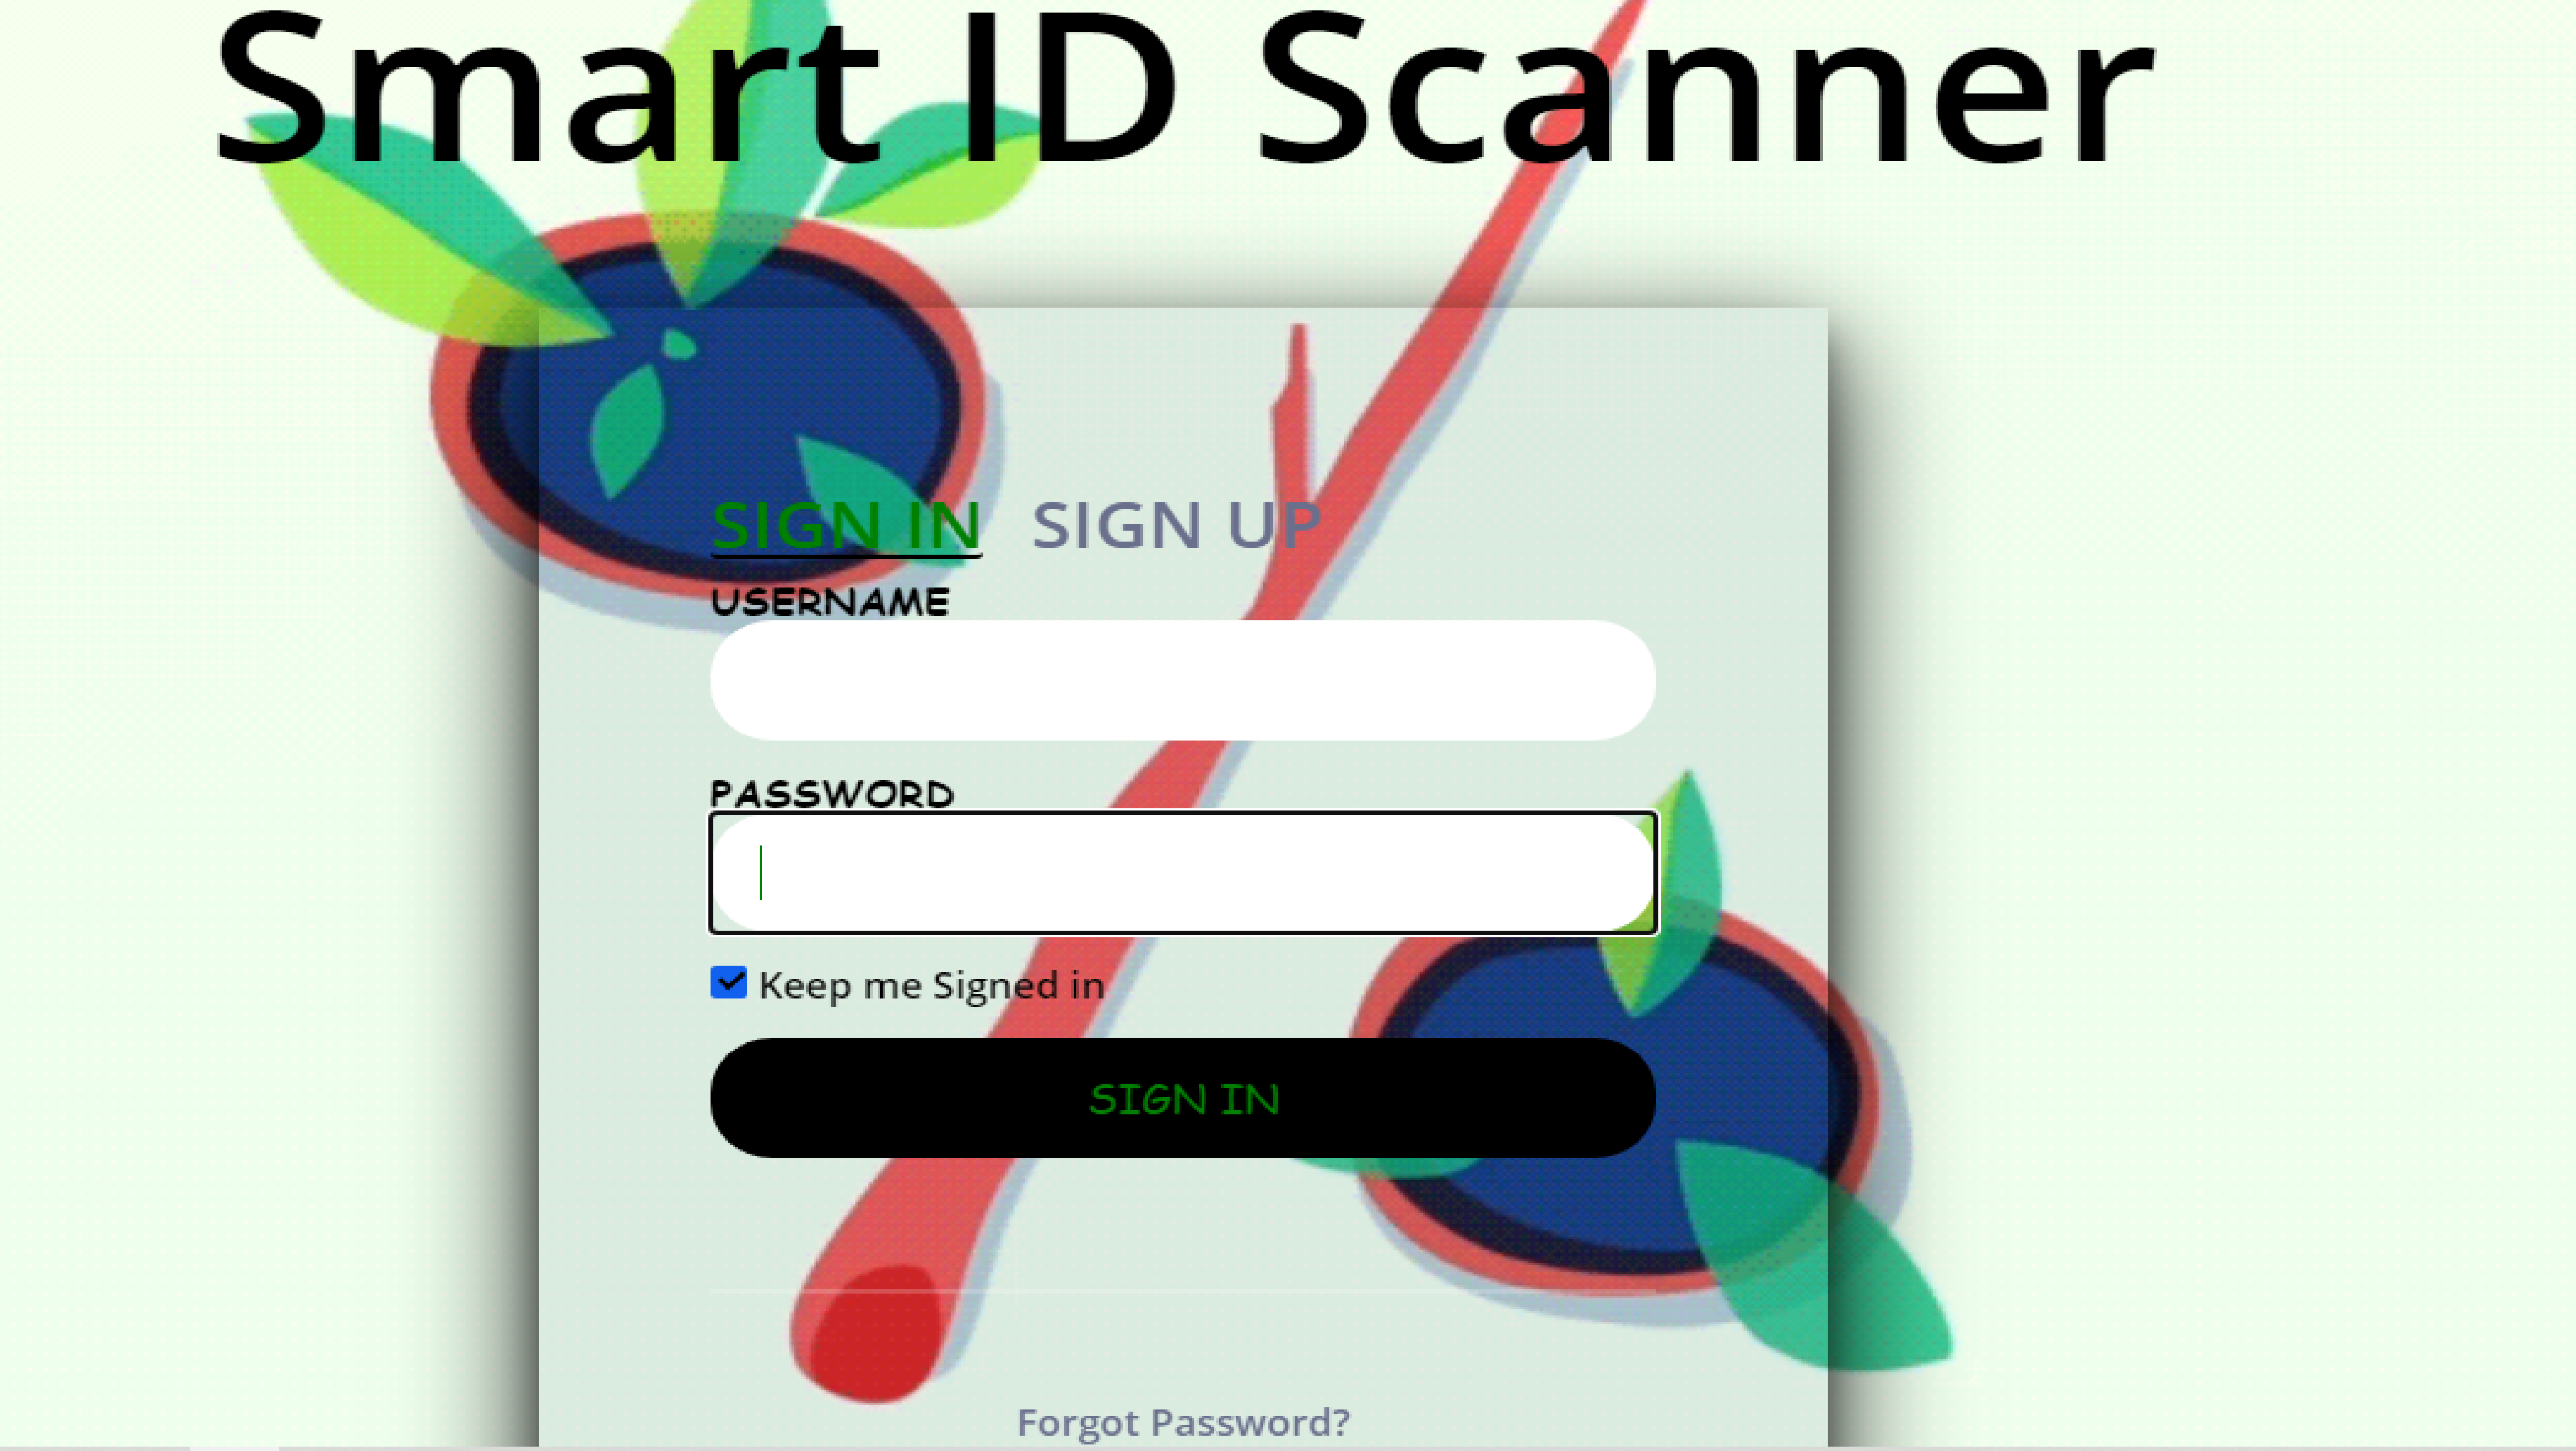 Smart ID Scanner
SIGN IN SIGN UP
USERNAME
PASSWORD
Keep me Signed in
SIGN IN
Forgot Password?